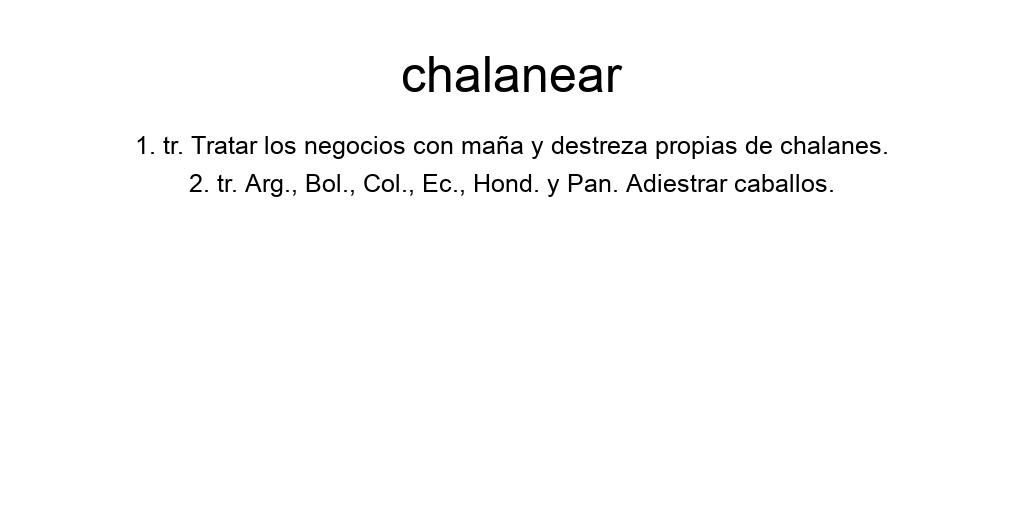 chalanear
1. tr. Tratar los negocios con maña y destreza propias de chalanes.
2. tr. Arg., Bol., Col., Ec., Hond. y Pan. Adiestrar caballos.